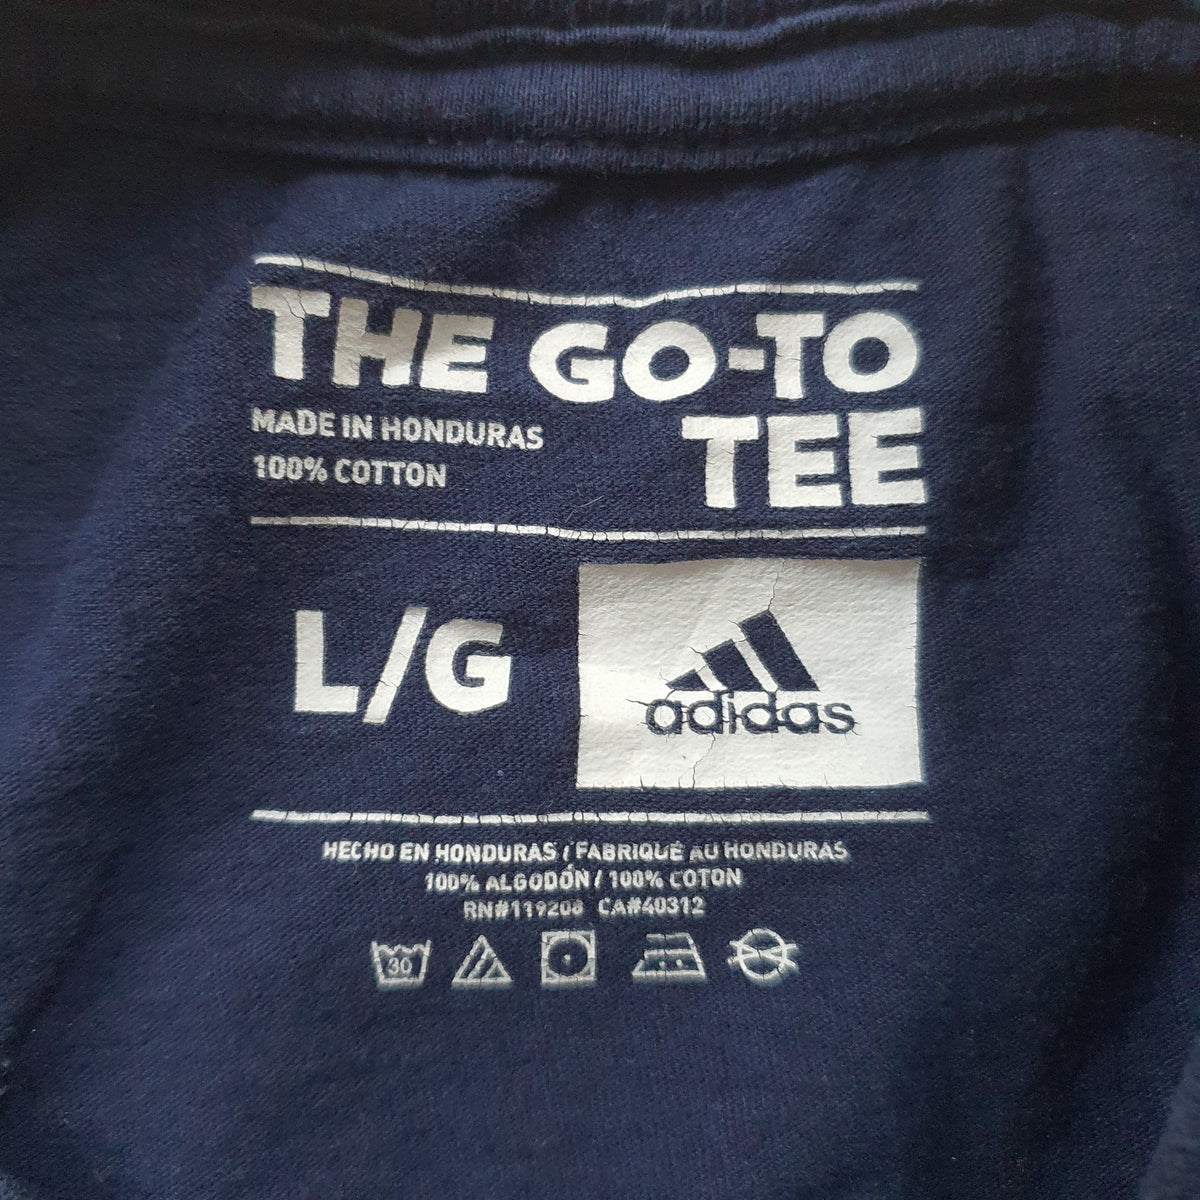 THE GO-TO
TEE
MADE IN HONDURAS
100% COTTON
L/G
adidas
HECHO EN HONDURAS / FABRIQUÉ AU HONDURAS
100% ALGODÓN / 100% COTON
RN#119208 CA#40312
30